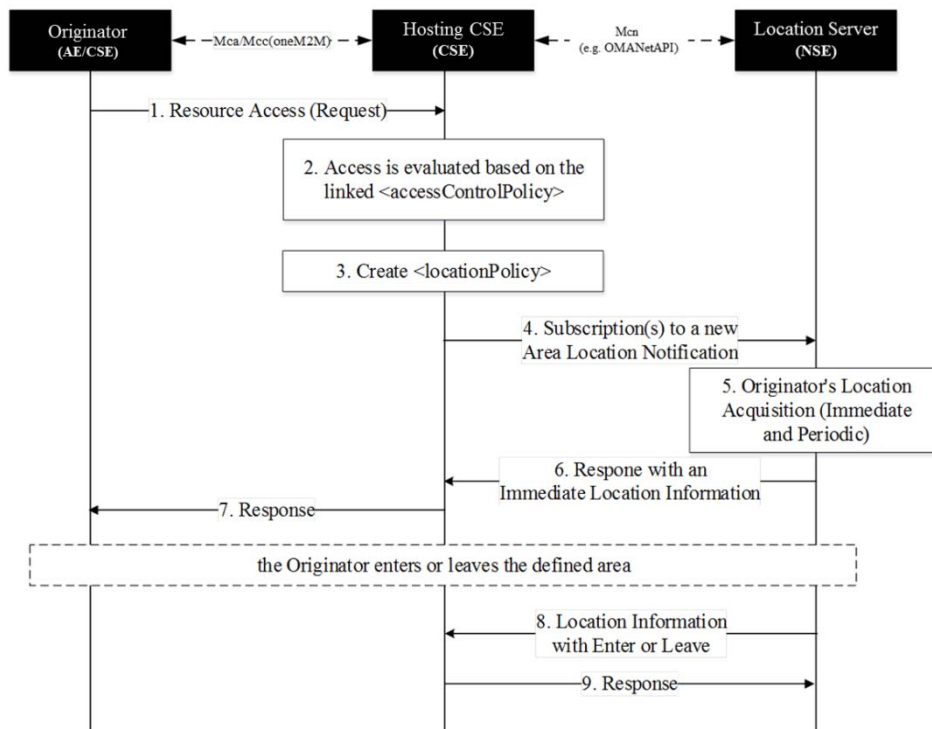 Originator
(AE/CSE)
Mca/Mcc(oneM2M)
Hosting CSE
(CSE)
Mcn
(e.g. OMANetAPI)
Location Server
(NSE)
1. Resource Access (Request)
2. Access is evaluated based on the
linked <accessControlPolicy>
3. Create <locationPolicy>
4. Subscription(s) to a new
Area Location Notification
5. Originator's Location
Acquisition (Immediate
and Periodic)
6. Respone with an
Immediate Location Information
7. Response
the Originator enters or leaves the defined area
8. Location Information
with Enter or Leave
9. Response